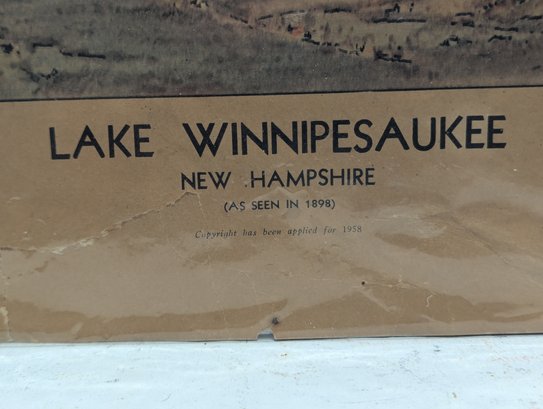 LAKE WINNIPESAUKEE
NEW HAMPSHIRE
(AS SEEN IN 1898)
Copyright has been applied for 1958